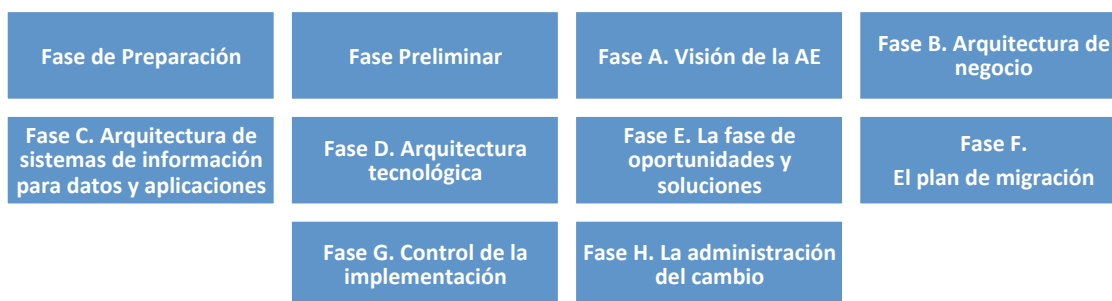 Fase de Preparación
Fase Preliminar
Fase A. Visión de la AE
Fase B. Arquitectura de
negocio
Fase C. Arquitectura de
sistemas de información
para datos y aplicaciones
Fase D. Arquitectura
tecnológica
Fase E. La fase de
oportunidades y
soluciones
Fase F.
El plan de migración
Fase G. Control de la
implementación
Fase H. La administración
del cambio